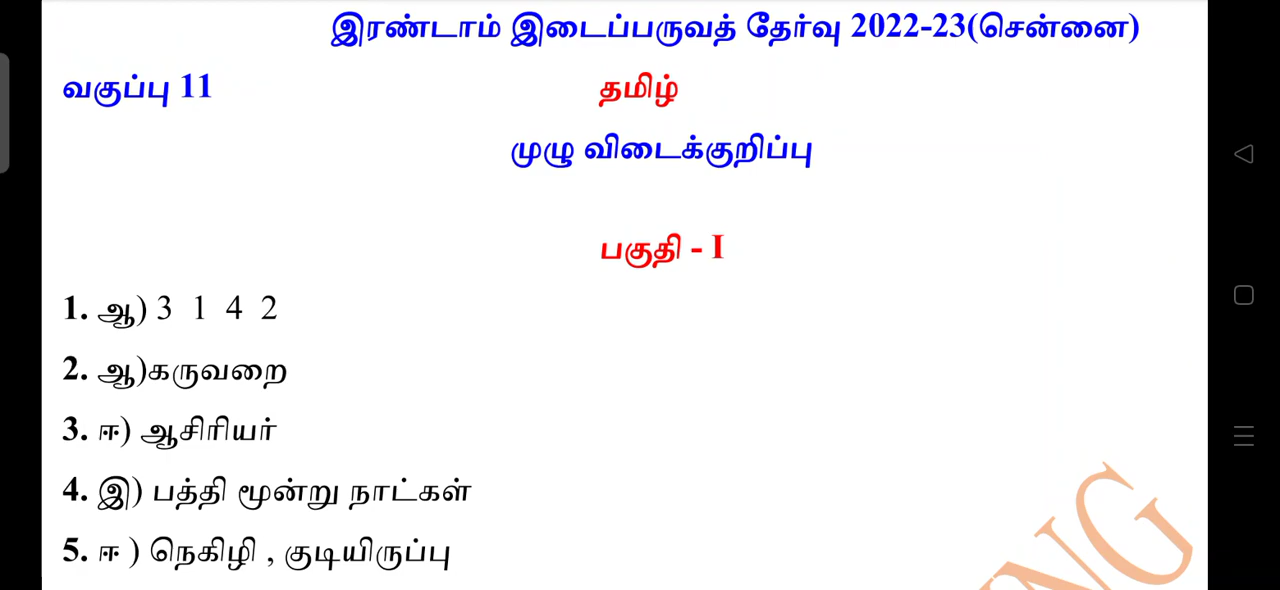 இரண்டாம் இடைப்பருவத் தேர்வு 2022-23(சென்னை)
வகுப்பு 11 தமிழ்
முழு விடைக்குறிப்பு
பகுதி - I
1. ஆ) 3 1 4 2
2. ஆ)கருவறை
3. ஈ) ஆசிரியர்
4. இ) பத்தி மூன்று நாட்கள்
5. ஈ ) நெகிழி , குடியிருப்பு